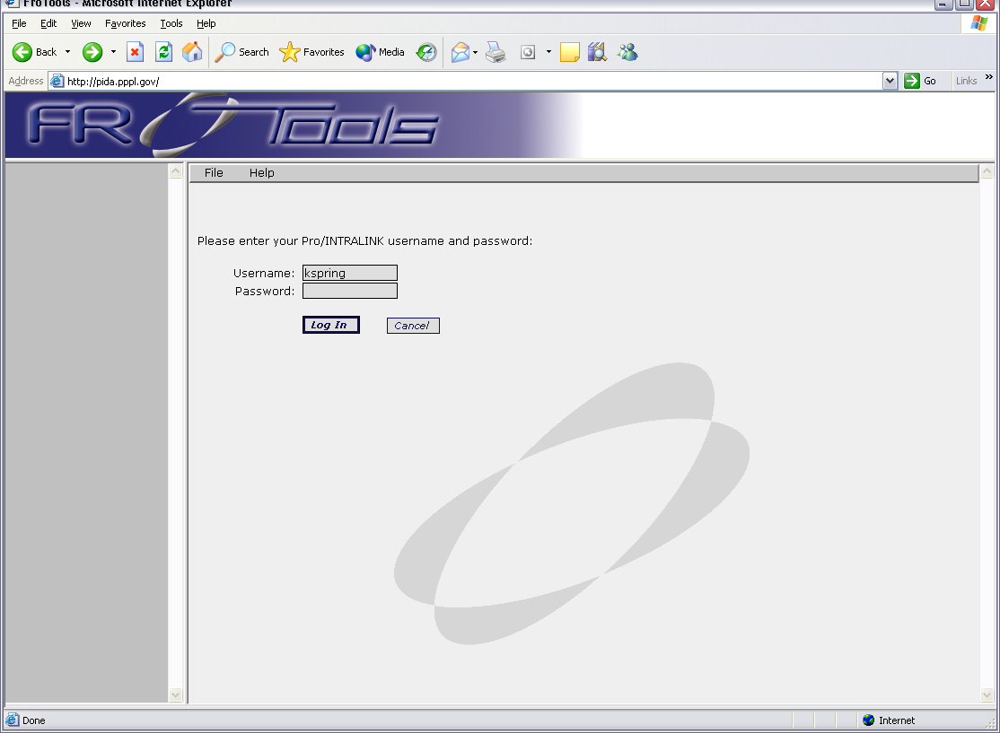 FroTools - Microsoft Internet Explorer
File Edit View Favorites Tools Help
Back Search Favorites Media
Address http://pida.pppl.gov/ Go Links »
FROTools
File Help
Please enter your Pro/INTRALINK username and password:
Username: kspring
Password:
Log In Cancel
Done Internet